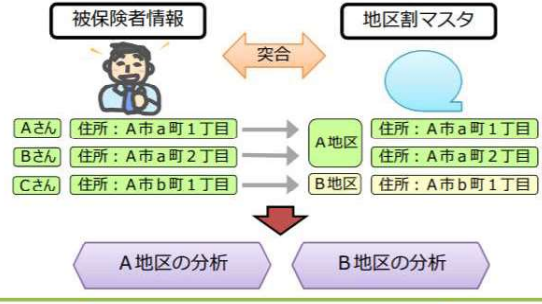 被保険者情報
突合
地区割マスタ
Aさん 住所：A市a町1丁目 A地区 住所：A市a町1丁目
Bさん 住所：A市a町2丁目 住所：A市a町2丁目
Cさん 住所：A市b町1丁目 B地区 住所：A市b町1丁目
A地区の分析 B地区の分析